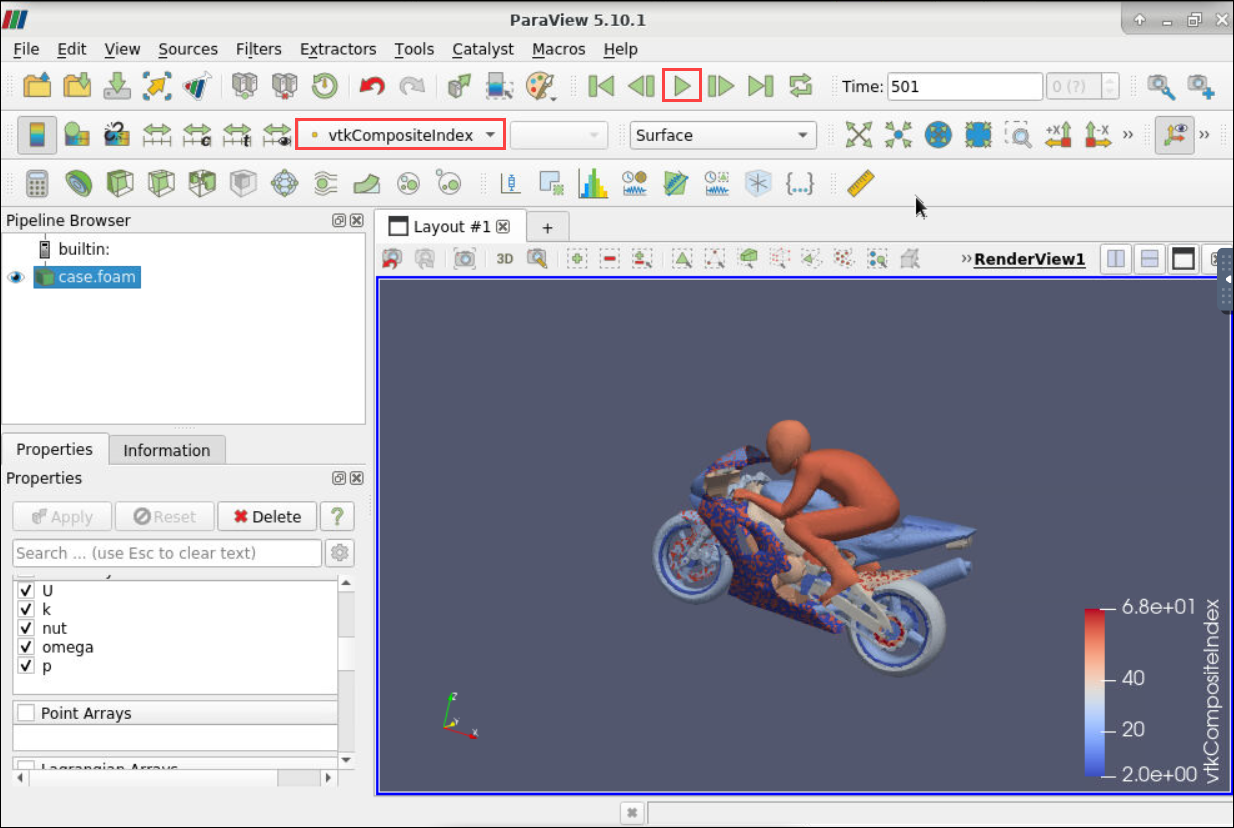 ParaView 5.10.1
File Edit View Sources Filters Extractors Tools Catalyst Macros Help
Time: 501 0 (?)
vtkCompositeIndex Surface +X -X »  »
Pipeline Browser
Layout #1 +
builtin:
3D » RenderView1
case.foam
Properties Information
Properties
Apply Reset Delete ?
Search ... (use Esc to clear text)
U
k
nut
omega
p
Point Arrays
Lagrangian Arrays
6.8e+01
40
20
2.0e+00
vtkCompositeIndex
Z
Y
X